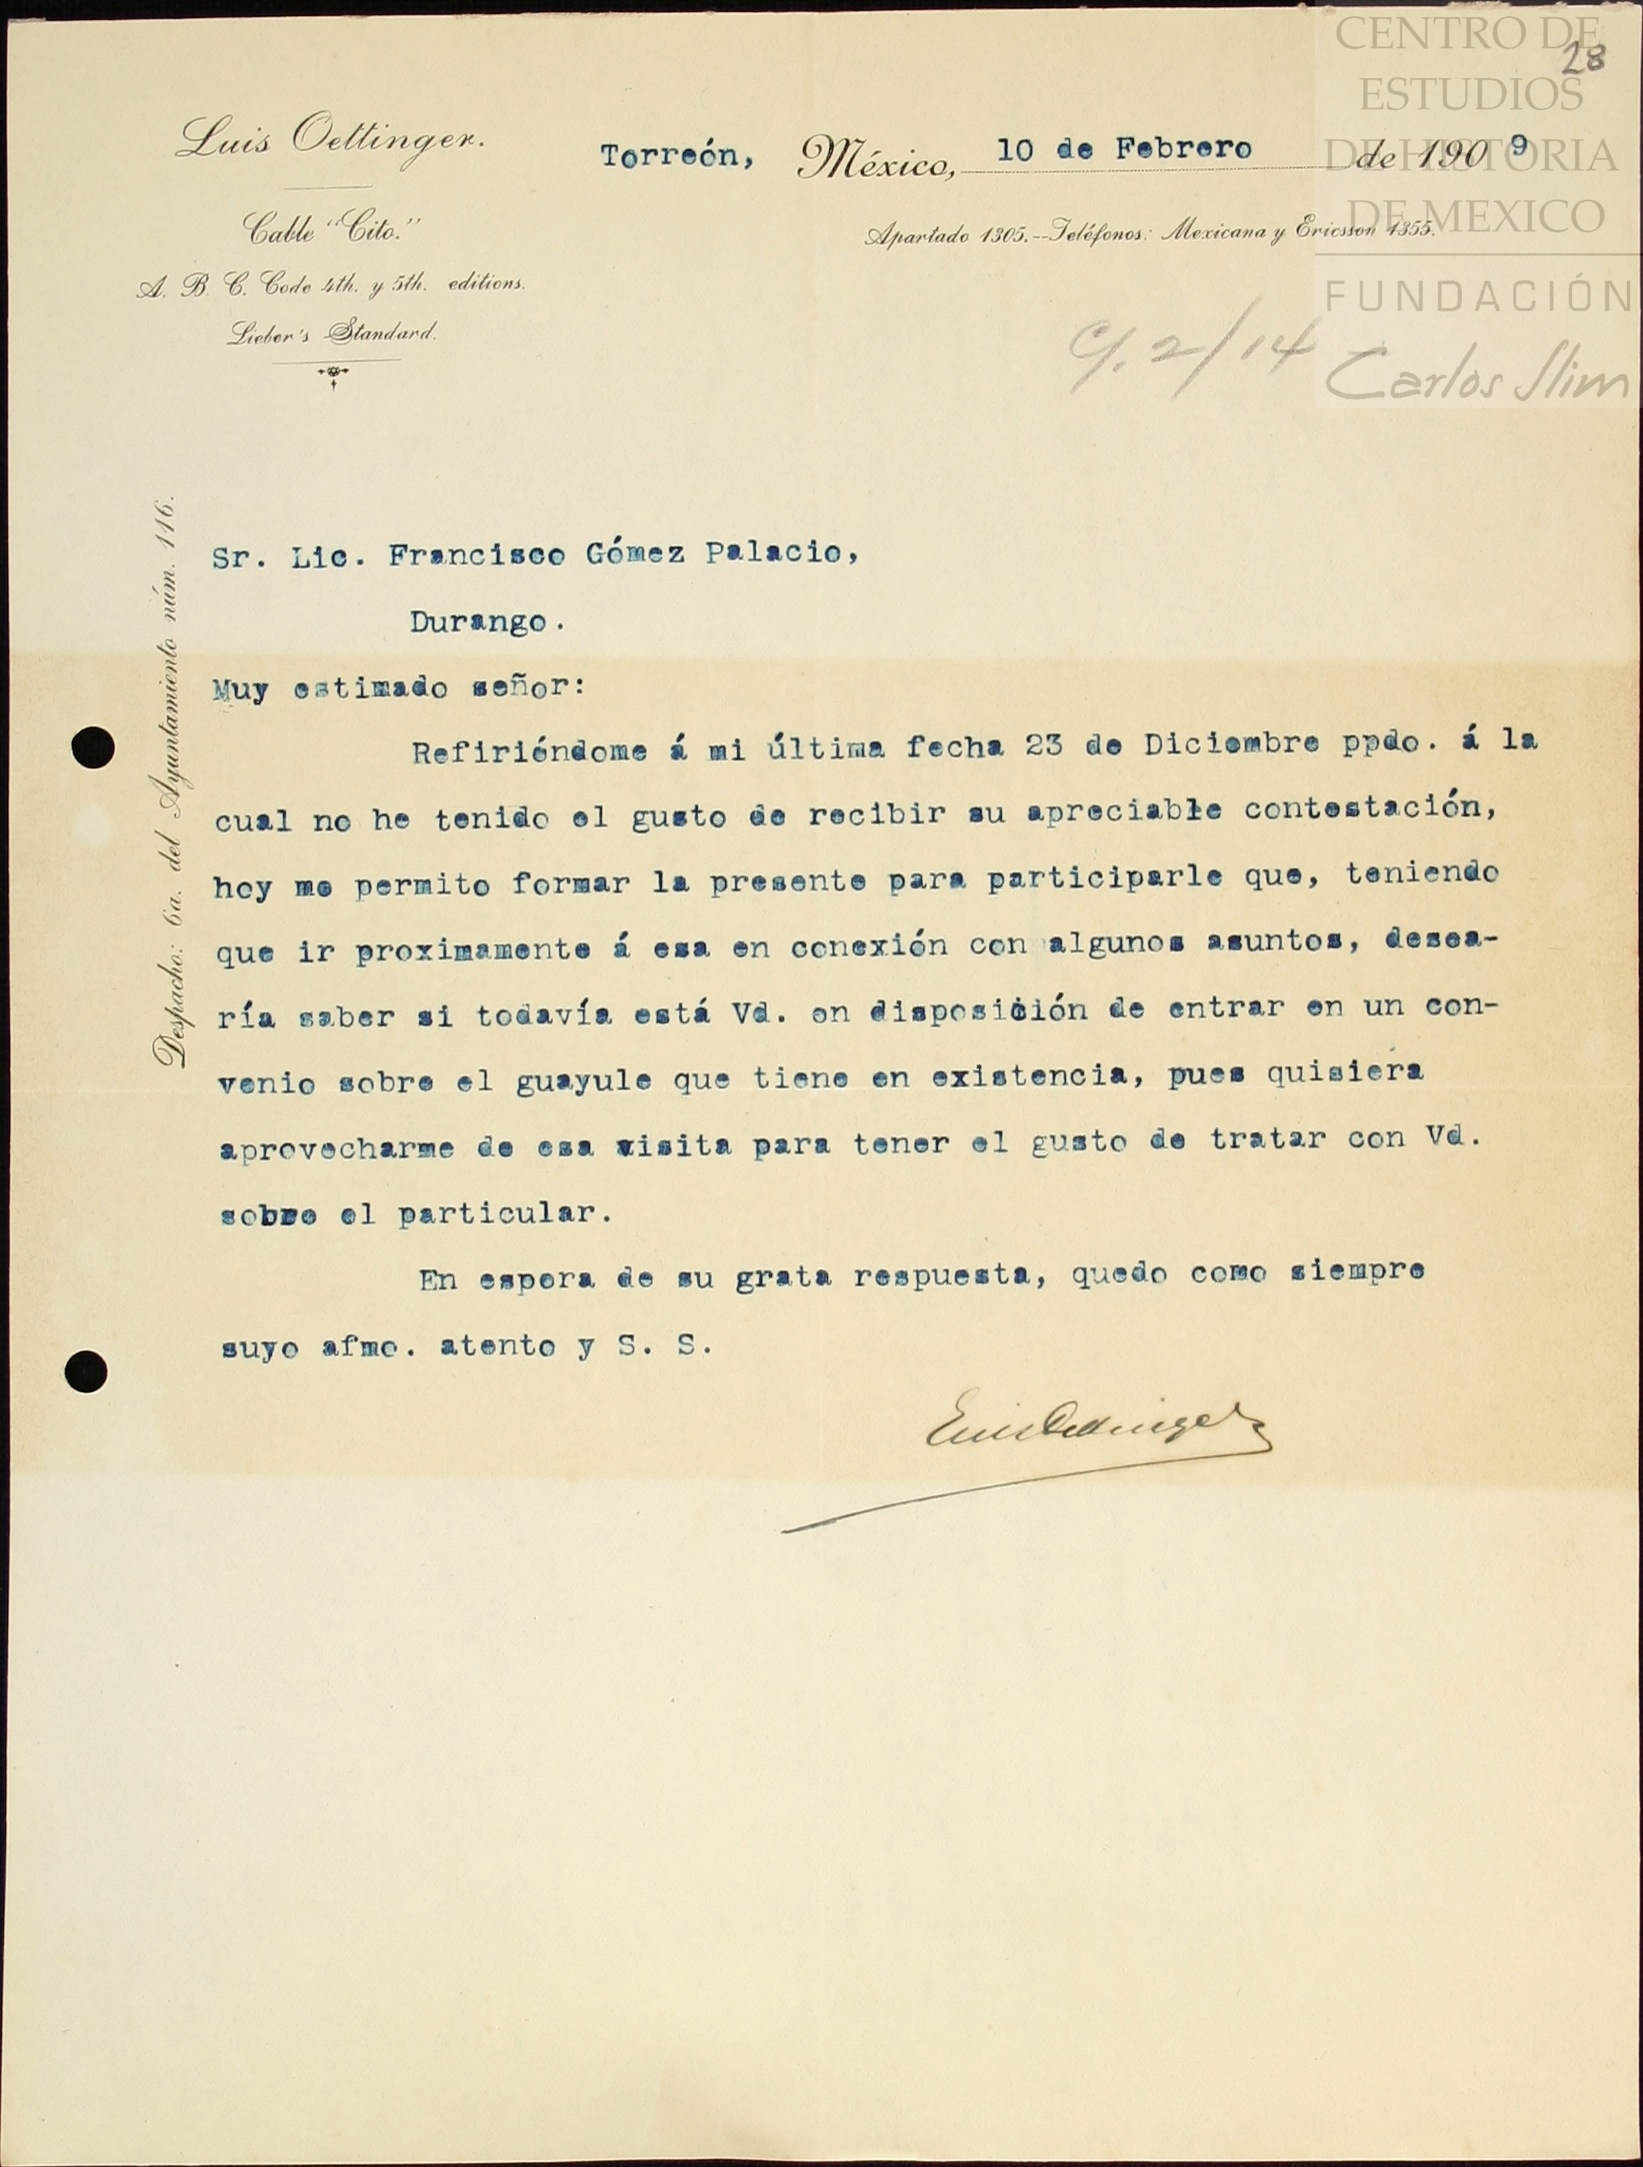 CENTRO DE
ESTUDIOS
DE HISTORIA
DE MEXICO
FUNDACIÓN
Carlos Slim
28
Luis Oettinger.
Cable "Cito."
A. B. C. Code 4th. y 5th. editions.
Lieber's Standard.
Torreón, México, 10 de Febrero de 1909
Apartado 1305.--Teléfonos: Mexicana y Ericsson 1355.
2/14
Despacho: 6a. del Ayuntamiento núm. 116.
Sr. Lic. Francisco Gómez Palacio,
Durango.
Muy estimado señor:
Refiriéndome á mi última fecha 23 de Diciembre ppdo. á la
cual no he tenido el gusto de recibir su apreciable contestación,
hoy me permito formar la presente para participarle que, teniendo
que ir proximamente á esa en conexión con algunos asuntos, desea-
ría saber si todavía está Vd. en disposición de entrar en un con-
venio sobre el guayule que tiene en existencia, pues quisiera
aprovecharme de esa visita para tener el gusto de tratar con Vd.
sobre el particular.
En espera de su grata respuesta, quedo como siempre
suyo afmo. atento y S. S.
Luis Oettinger